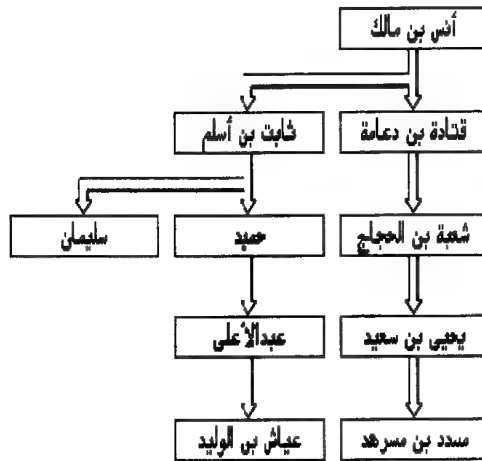 أنس بن مالك
قتادة بن دعامة
ثابت بن أسلم
شعبة بن الحجاج
حميد
سليمان
يحيى بن سعيد
عبدالأعلى
مسدد بن مسرهد
عياش بن الوليد